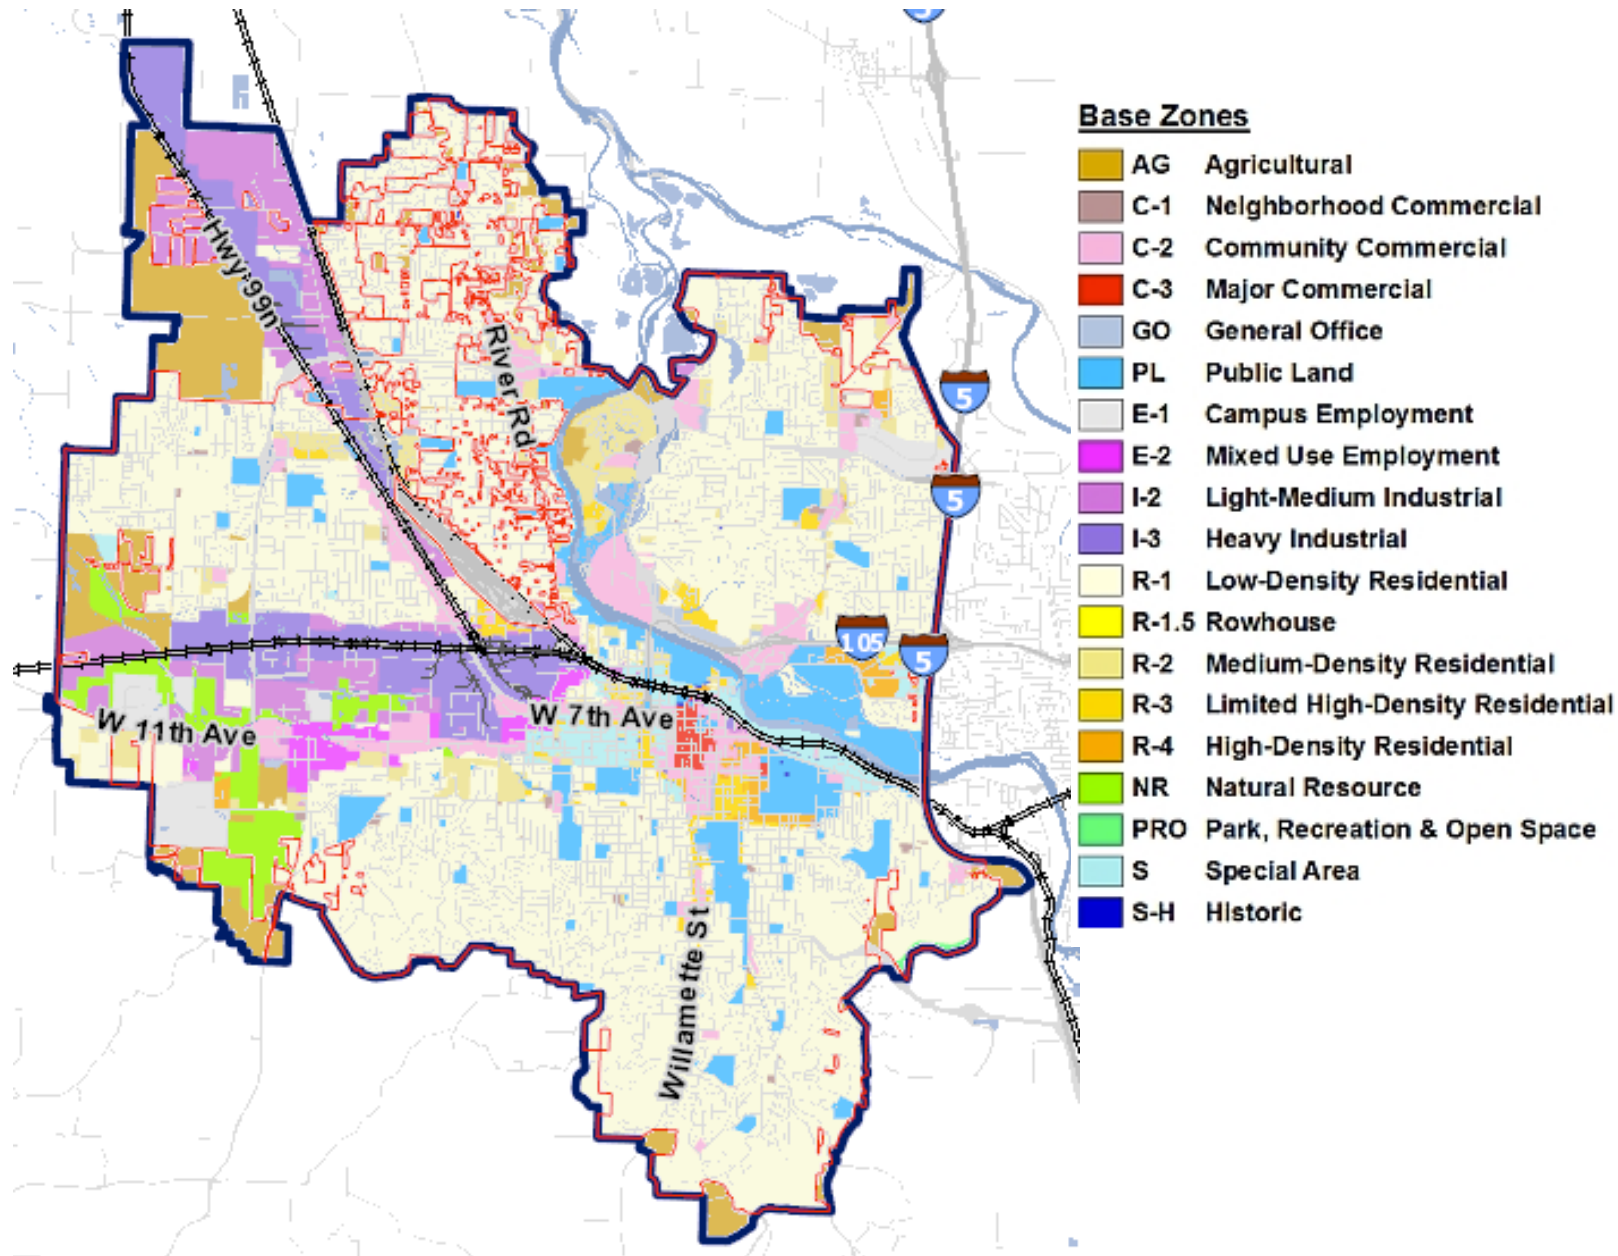 5
Hwy 99n
River Rd
5
5
105
5
W 7th Ave
W 11th Ave
Willamette St
Base Zones
AG Agricultural
C-1 Neighborhood Commercial
C-2 Community Commercial
C-3 Major Commercial
GO General Office
PL Public Land
E-1 Campus Employment
E-2 Mixed Use Employment
I-2 Light-Medium Industrial
I-3 Heavy Industrial
R-1 Low-Density Residential
R-1.5 Rowhouse
R-2 Medium-Density Residential
R-3 Limited High-Density Residential
R-4 High-Density Residential
NR Natural Resource
PRO Park, Recreation & Open Space
S Special Area
S-H Historic